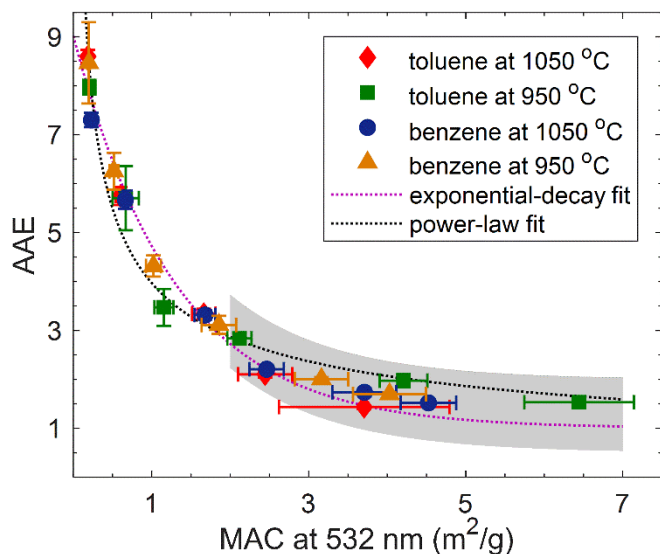 9
7
5
3
1
AAE
toluene at 1050 °C
toluene at 950 °C
benzene at 1050 °C
benzene at 950 °C
exponential-decay fit
power-law fit
1 3 5 7
MAC at 532 nm (m²/g)